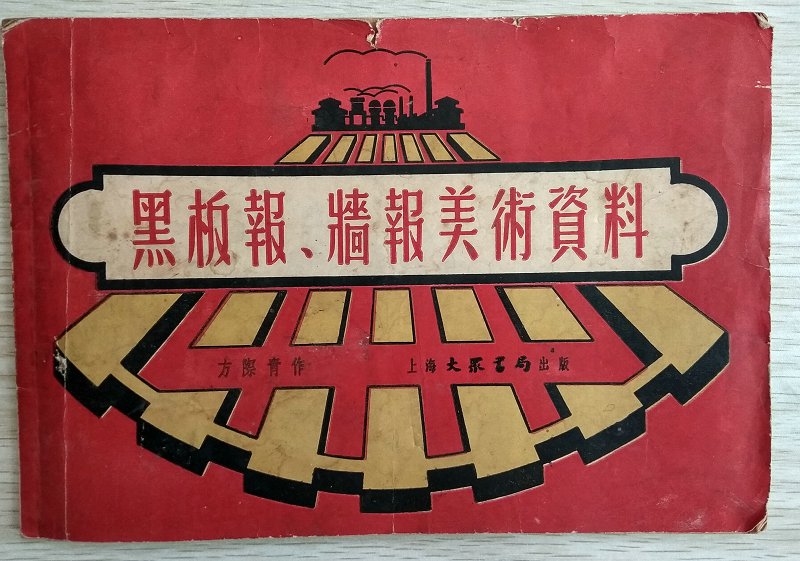 黑板報、牆報美術資料
方際青作
上海大眾書局出版